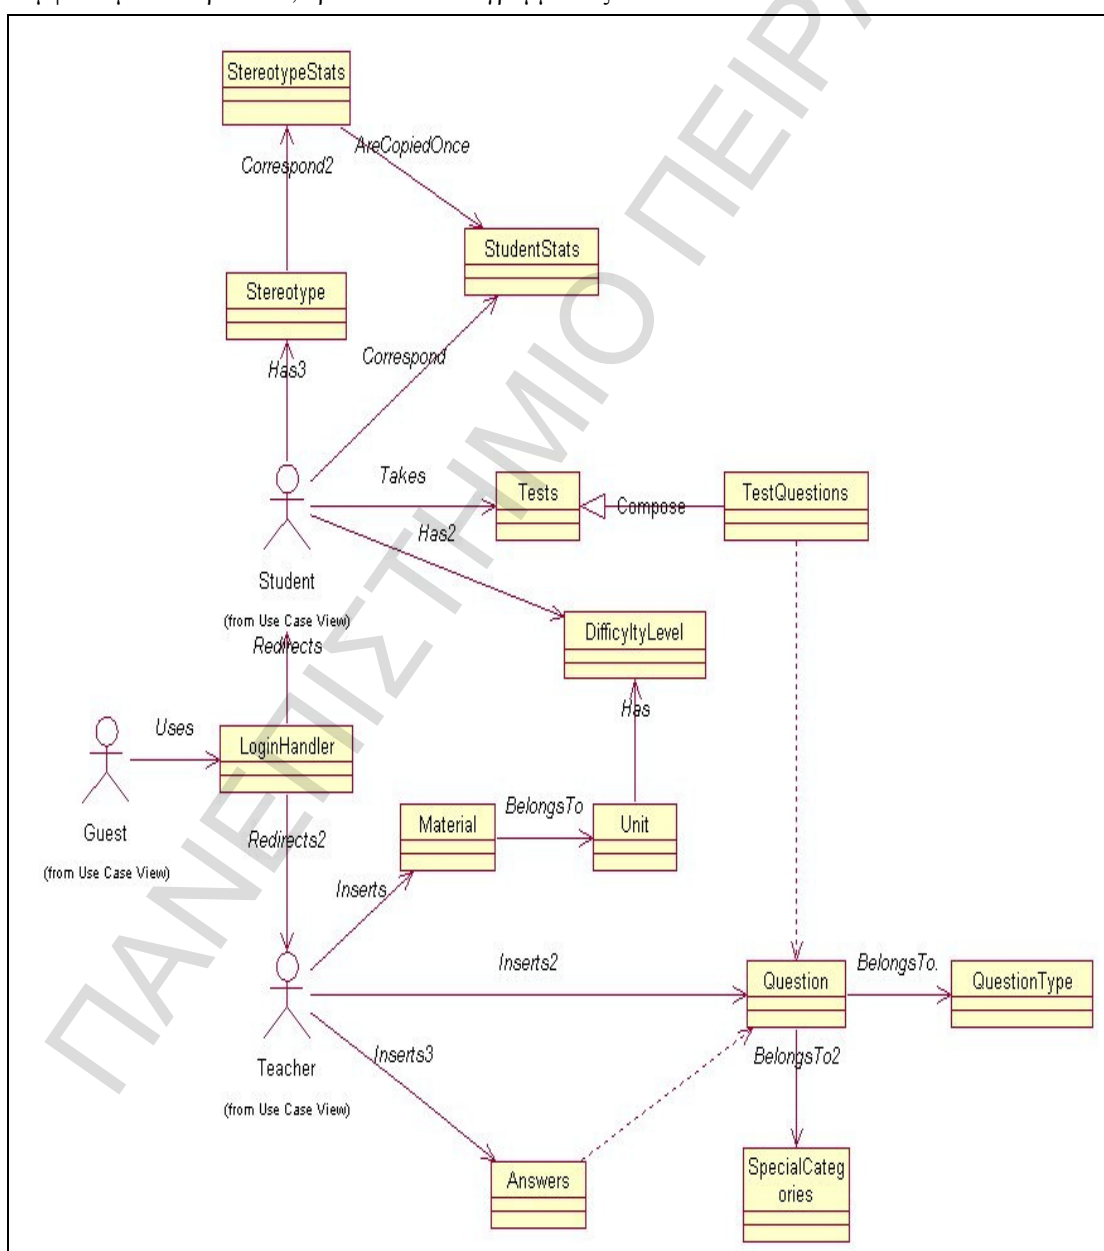 StereotypeStats
AreCopiedOnce
Correspond2
StudentStats
Stereotype
Correspond
Has3
Takes
Tests
Compose
TestQuestions
Has2
Student
(from Use Case View)
DifficyltyLevel
Redirects
Has
Uses
LoginHandler
Guest
(from Use Case View)
Redirects2
Material
BelongsTo
Unit
Inserts
Inserts2
Question
BelongsTo.
QuestionType
Teacher
(from Use Case View)
Inserts3
BelongsTo2
Answers
SpecialCateg
ories
ΠΑΝΕΠΙΣΤΗΜΙΟ ΠΕΙΡΑ